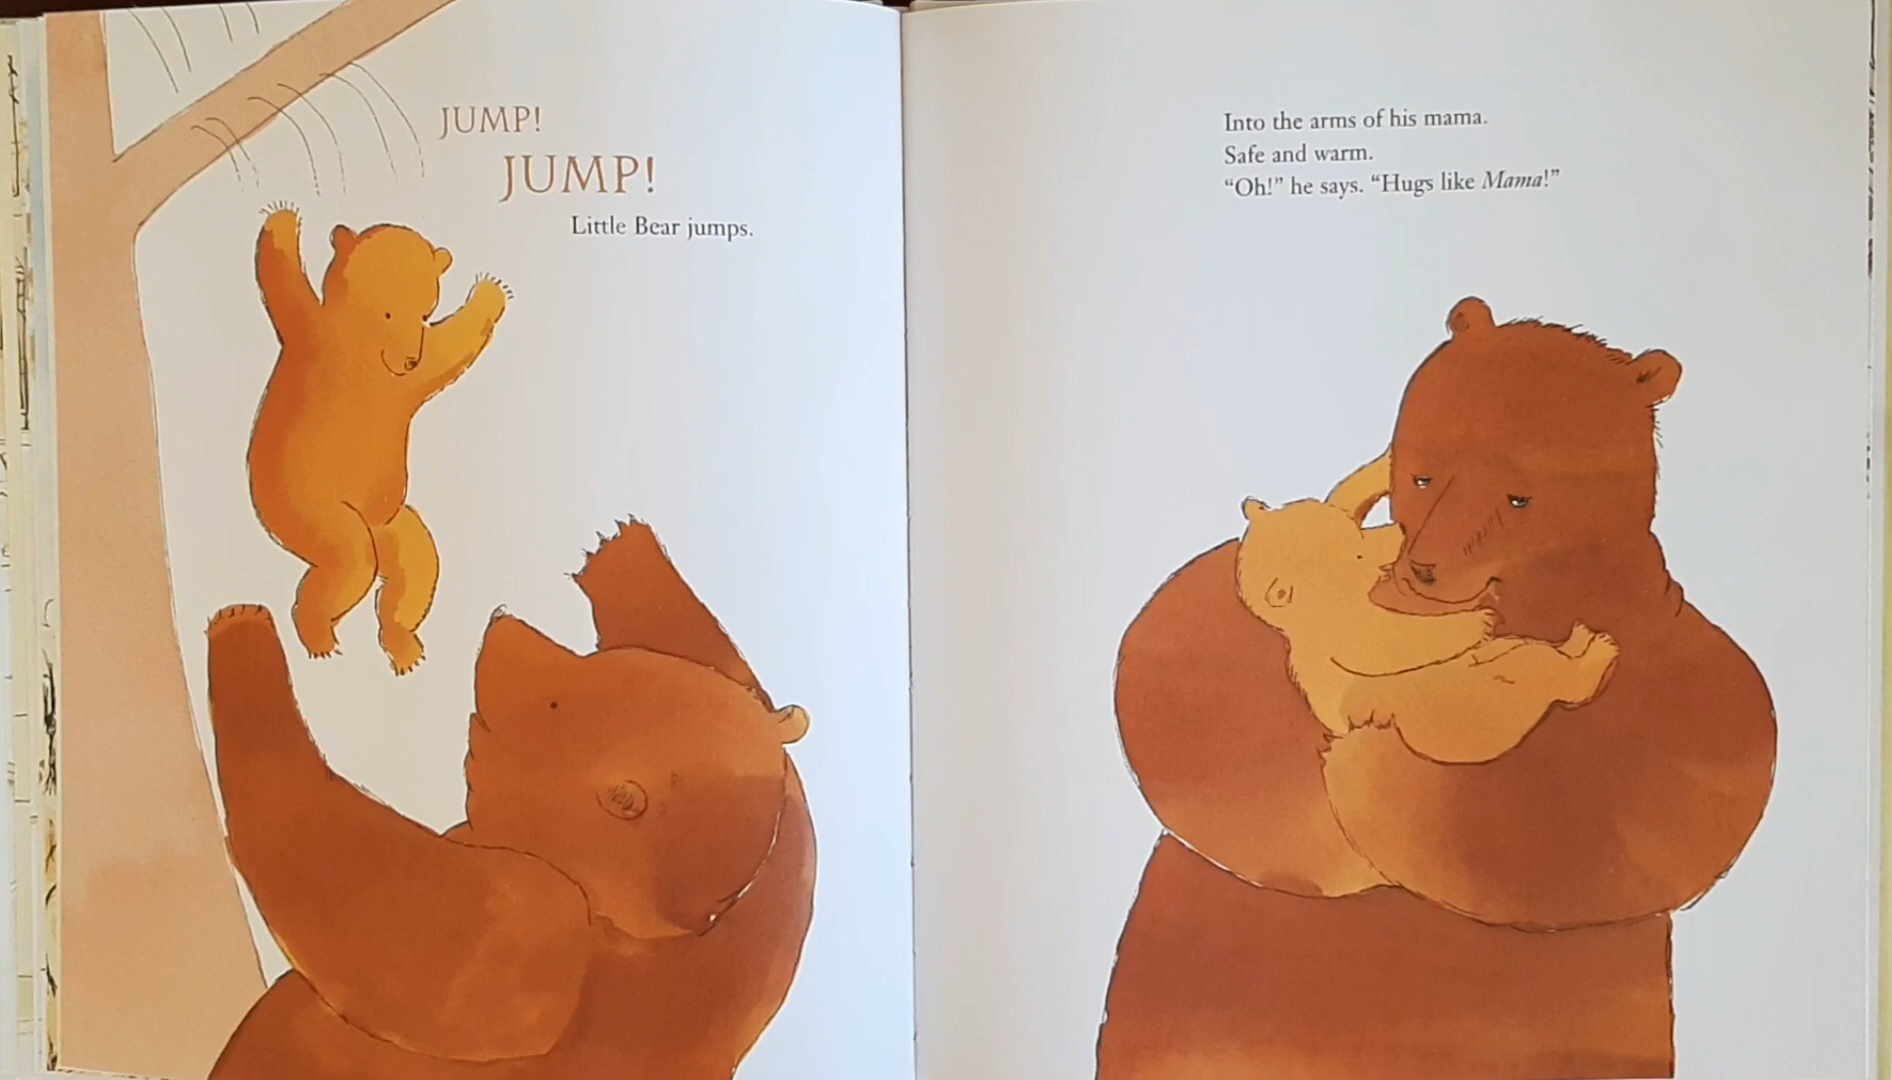 JUMP!
JUMP!
Little Bear jumps.
Into the arms of his mama.
Safe and warm.
“Oh!” he says. “Hugs like Mama!”